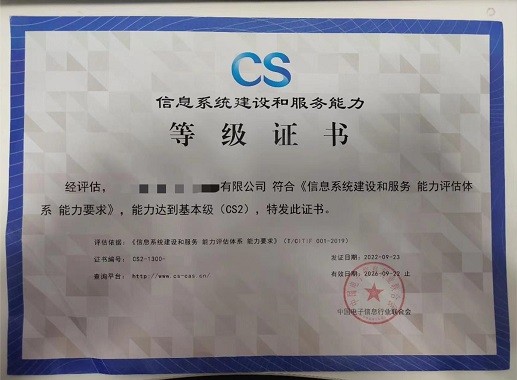 CS
信息系统建设和服务能力
等级证书
经评估， 有限公司 符合《信息系统建设和服务 能力评估体
系 能力要求》，能力达到基本级（CS2），特发此证书。
评估依据：《信息系统建设和服务 能力评估体系 能力要求》（T/CITIF 001-2019）
发证日期：2022-09-23
证书编号： CS2-1300-
有效日期：2026-09-22 止
查询平台： http://www.cs-cas.cn/
中国电子信息行业联合会